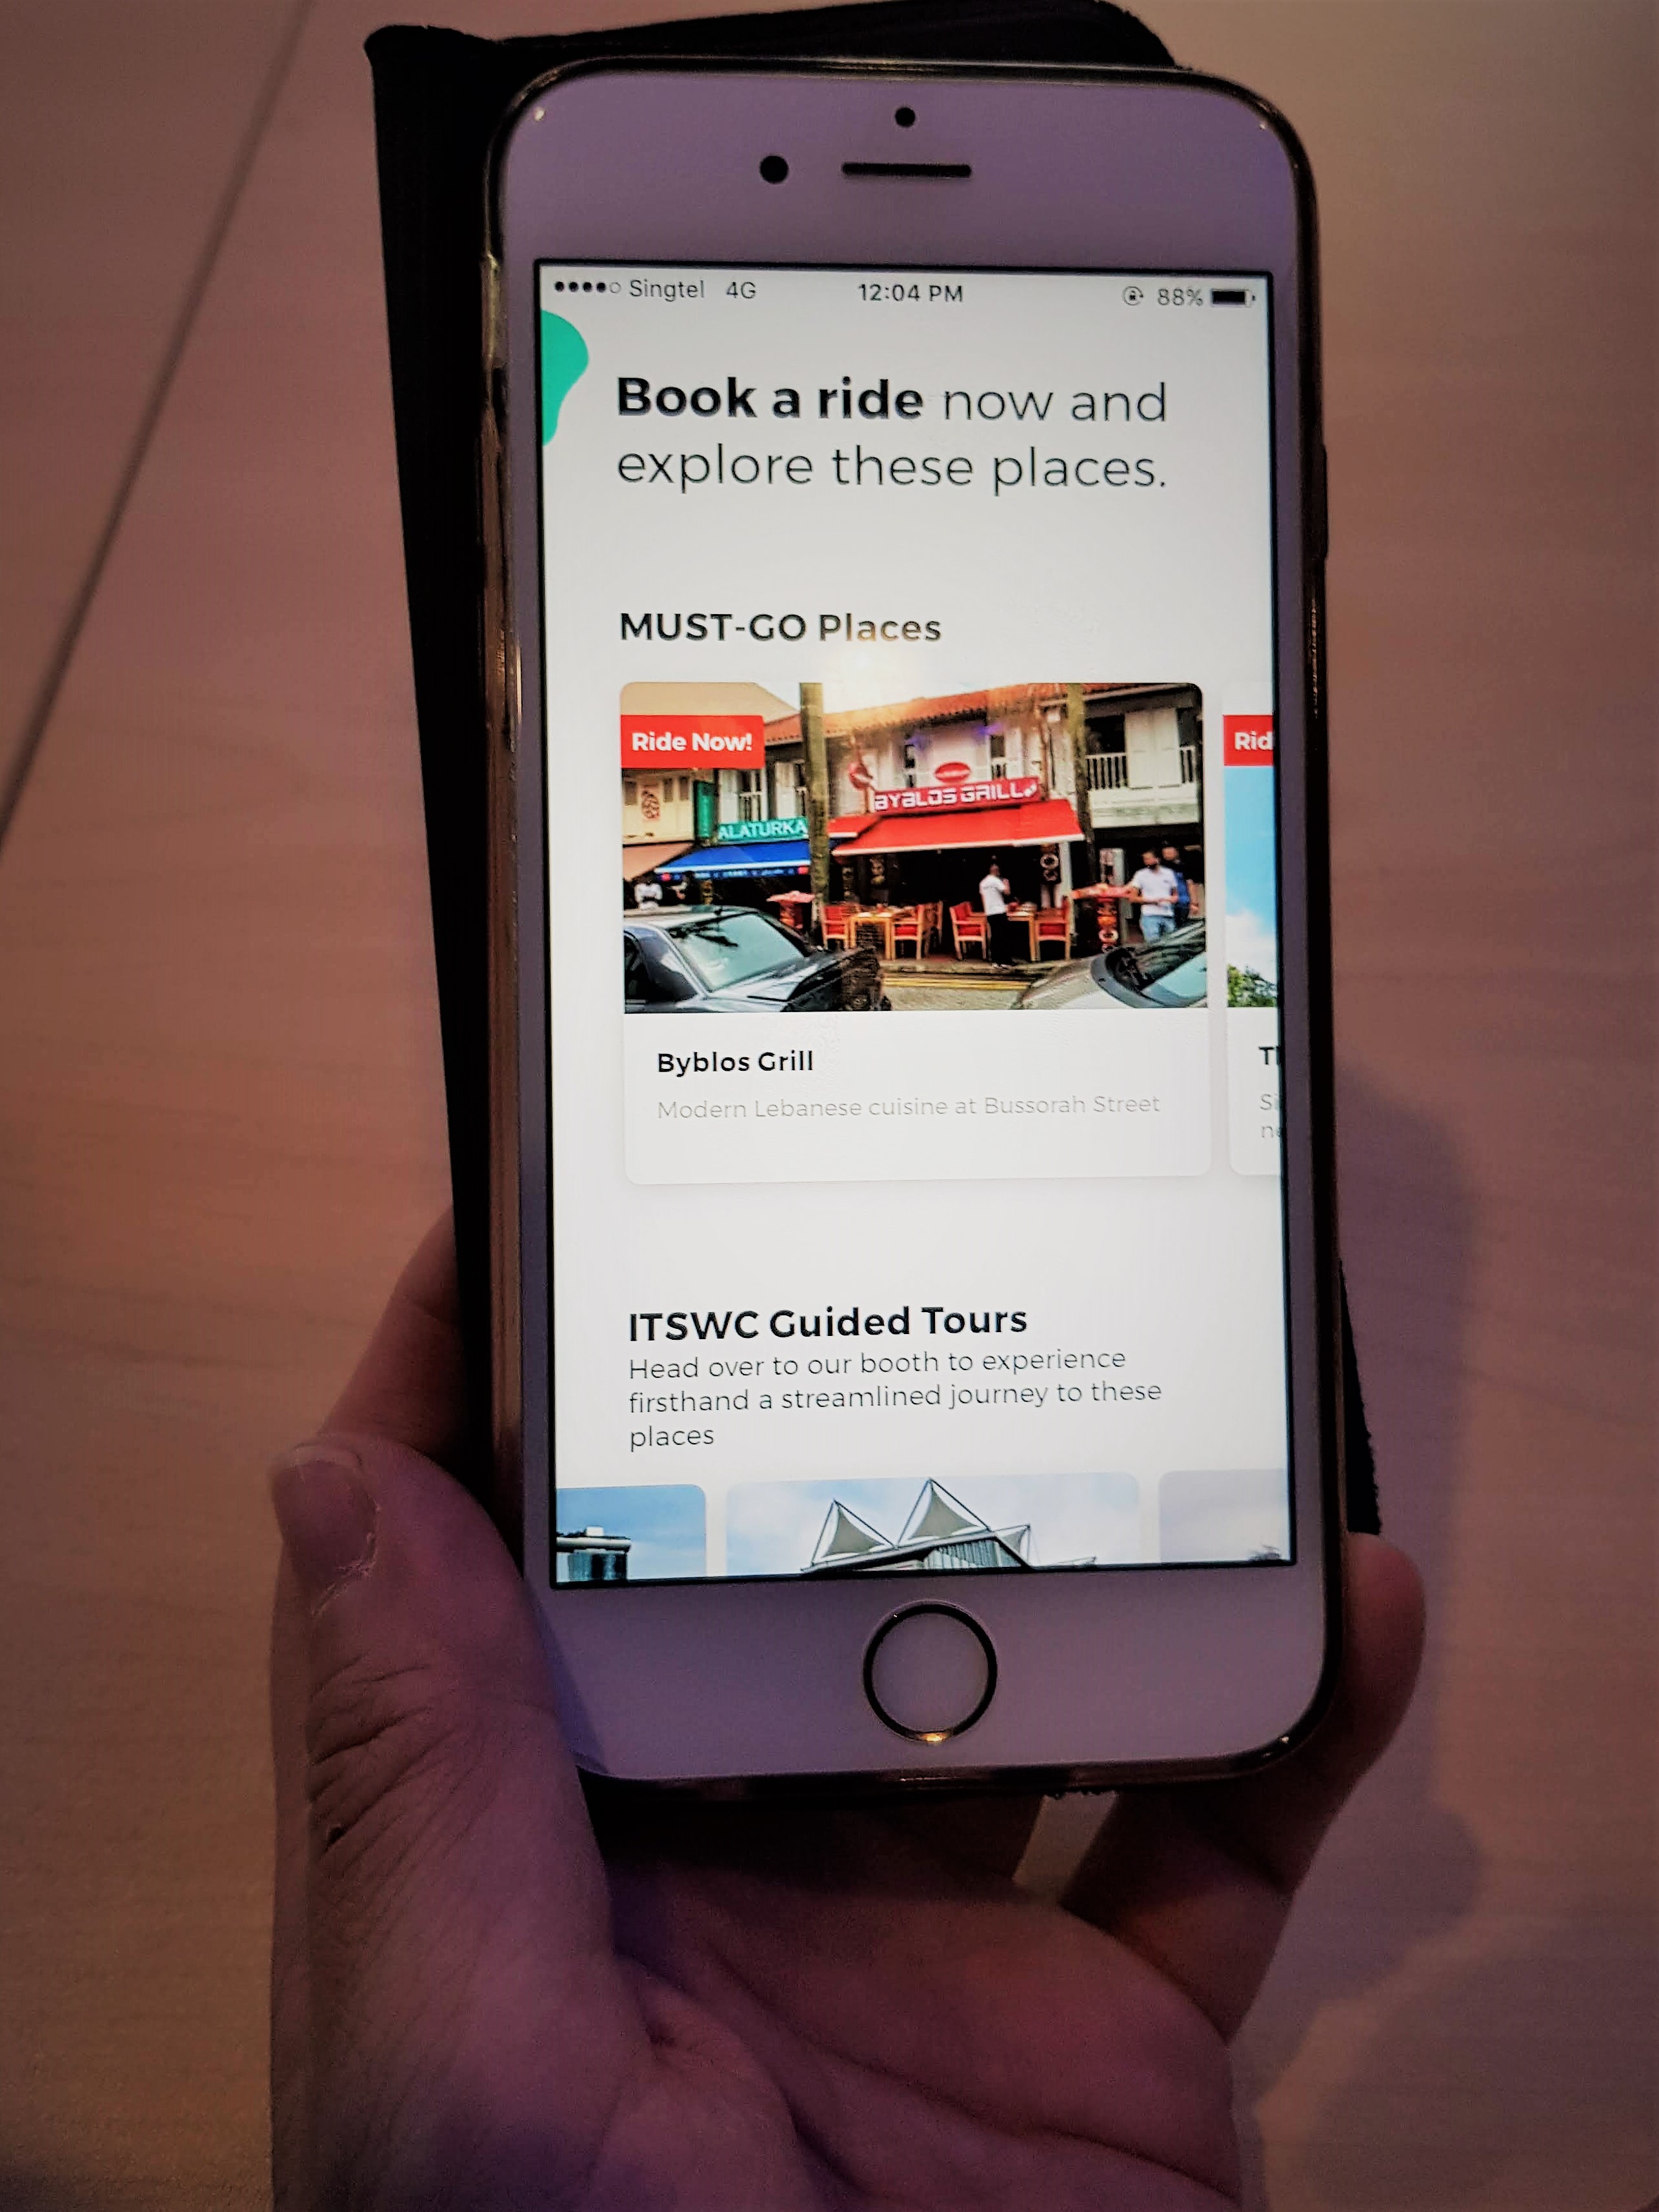 Singtel 4G 12:04 PM 88%
Book a ride now and
explore these places.
MUST-GO Places
Ride Now!
Rid
ALATURKA
BYBLOS GRILL
Byblos Grill
Modern Lebanese cuisine at Bussorah Street
ITSWC Guided Tours
Head over to our booth to experience
firsthand a streamlined journey to these
places